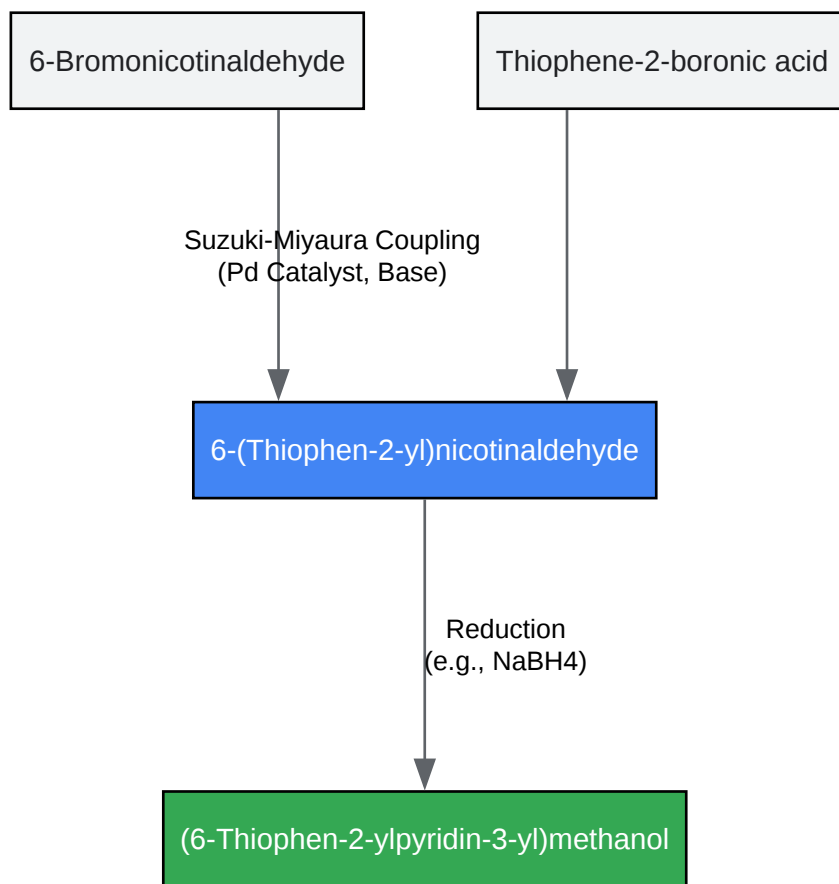 6-Bromonicotinaldehyde
Thiophene-2-boronic acid
Suzuki-Miyaura Coupling
(Pd Catalyst, Base)
6-(Thiophen-2-yl)nicotinaldehyde
Reduction
(e.g., NaBH4)
(6-Thiophen-2-ylpyridin-3-yl)methanol